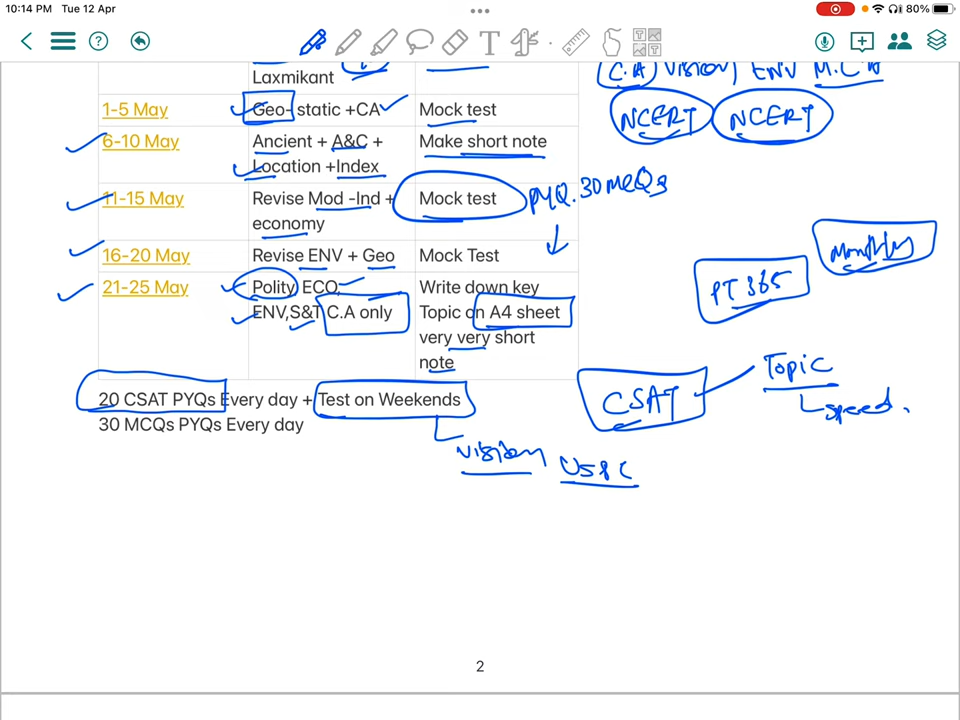 10:14 PM Tue 12 Apr
80%
Laxmikant
(C.A) Vision, ENV
1-5 May Geo- static +CA Mock test
NCERT NCERT
6-10 May Ancient + A&C + Make short note
Location +Index
11-15 May Revise Mod -Ind + Mock test PYQ. 30 MCQs
economy
Monthly
16-20 May Revise ENV + Geo Mock Test
PT 365
21-25 May Polity ECO, Write down key
ENV,S&T C.A only Topic on A4 sheet
very very short
note
Topic
20 CSAT PYQs Every day + Test on Weekends CSAT
speed.
30 MCQs PYQs Every day
Vision
2